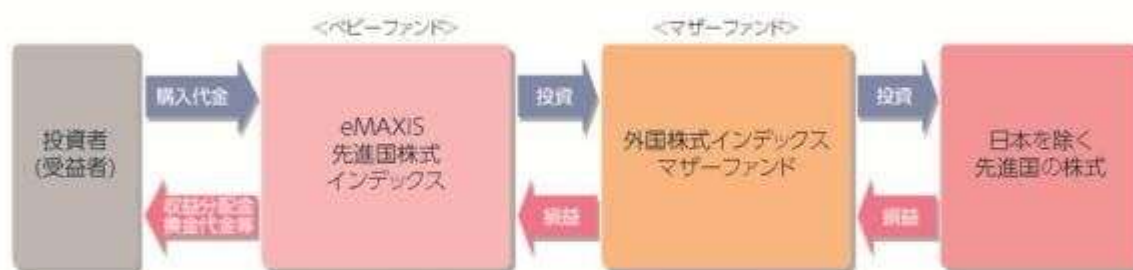 <ベビーファンド>
<マザーファンド>
投資者
(受益者)
購入代金
収益分配金
換金代金等
eMAXIS
先進国株式
インデックス
投資
損益
外国株式インデックス
マザーファンド
投資
損益
日本を除く
先進国の株式